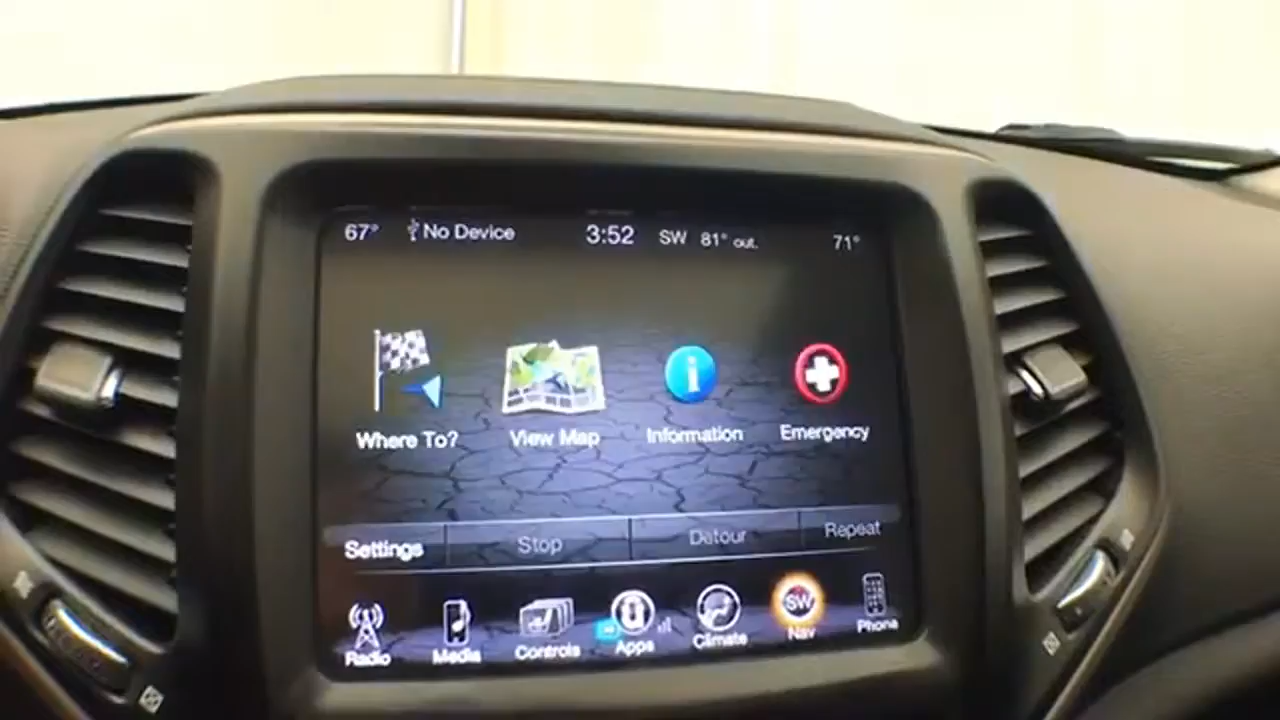 67° No Device 3:52 SW 81° out. 71°
Where To? View Map Information Emergency
Settings Stop Detour Repeat
SW
Radio Media Controls Apps Climate Nav Phone